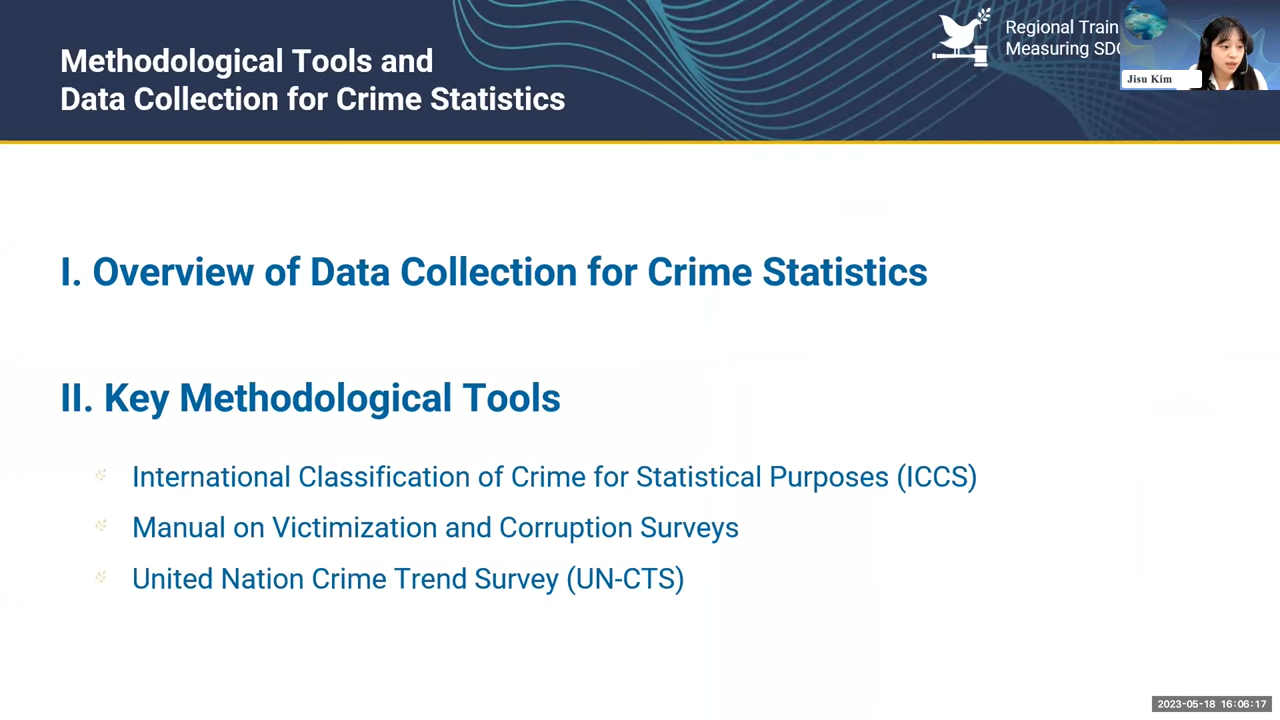 Methodological Tools and
Data Collection for Crime Statistics
Regional Train
Measuring SDG
Jisu Kim
I. Overview of Data Collection for Crime Statistics
II. Key Methodological Tools
International Classification of Crime for Statistical Purposes (ICCS)
Manual on Victimization and Corruption Surveys
United Nation Crime Trend Survey (UN-CTS)
2023-05-18 16:06:17